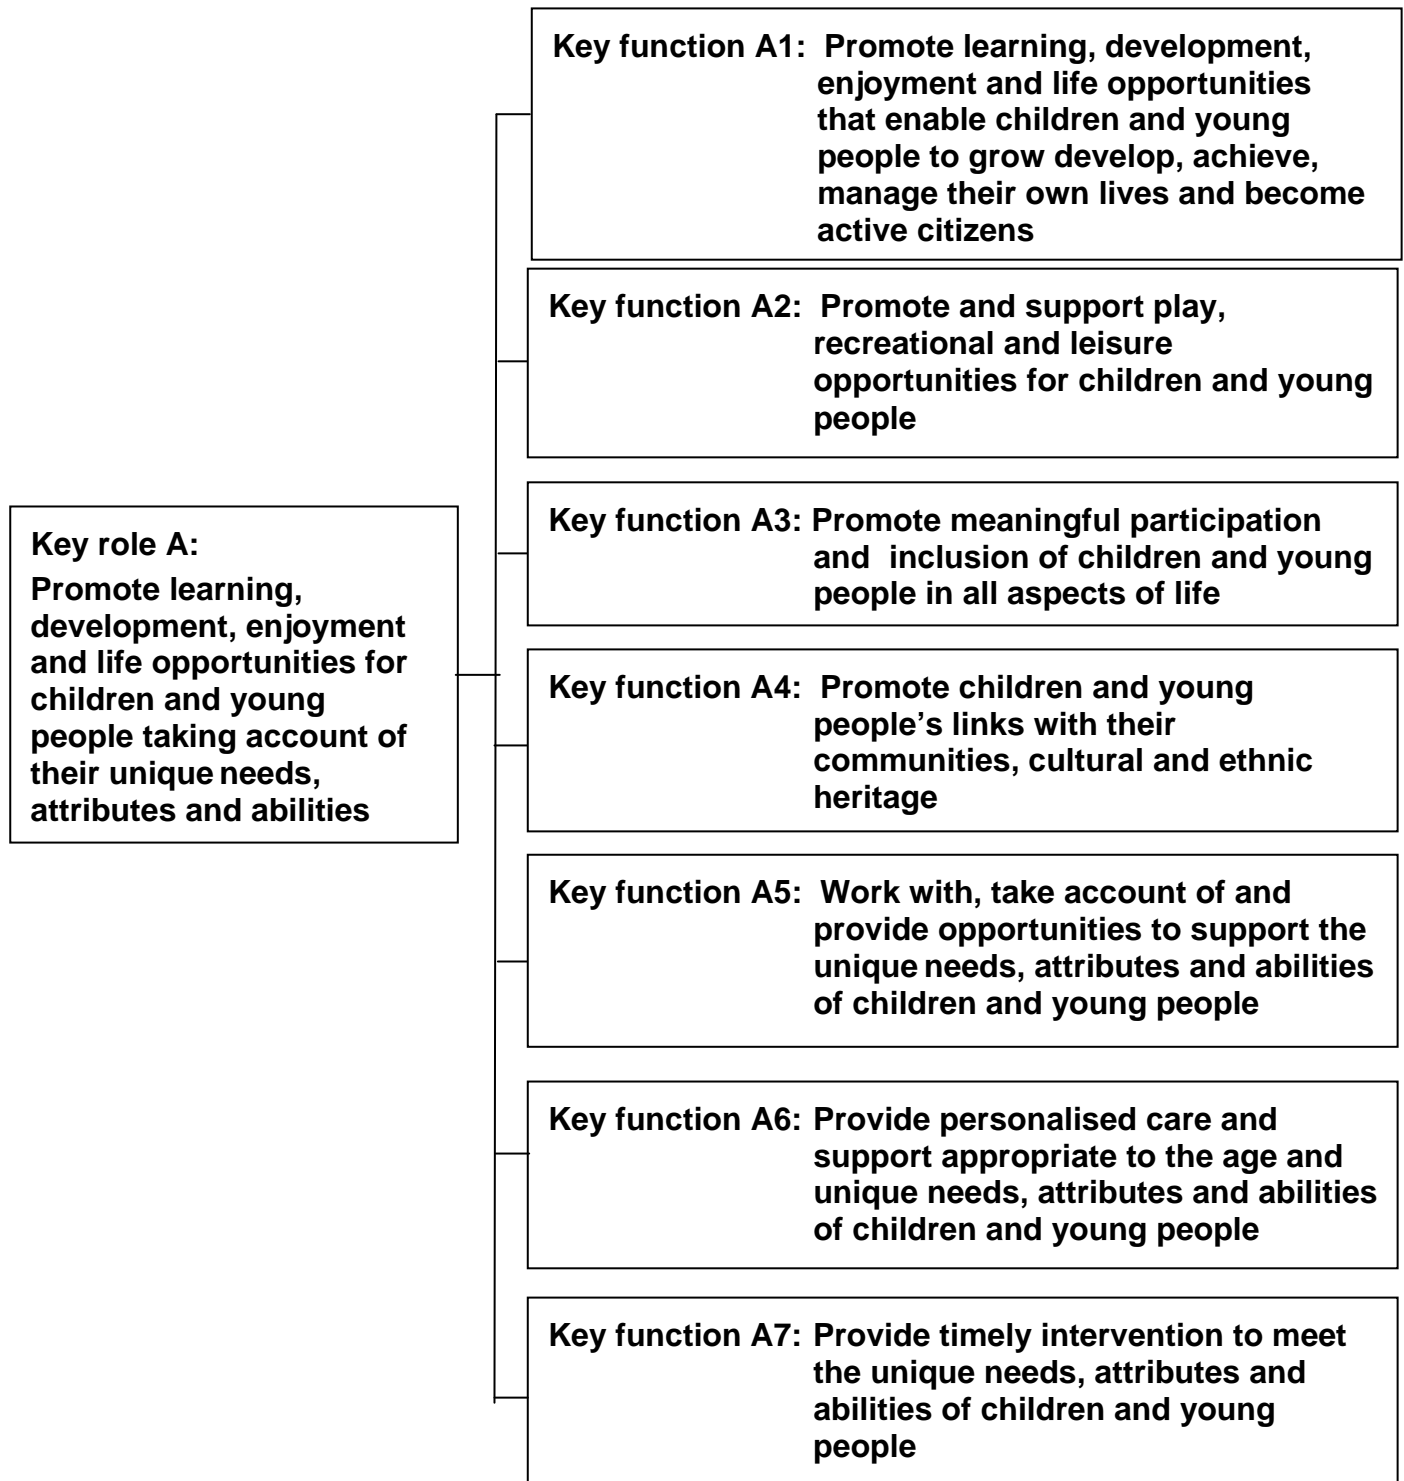 Key function A1: Promote learning, development,
enjoyment and life opportunities
that enable children and young
people to grow develop, achieve,
manage their own lives and become
active citizens
Key function A2: Promote and support play,
recreational and leisure
opportunities for children and young
people
Key function A3: Promote meaningful participation
and inclusion of children and young
people in all aspects of life
Key role A:
Promote learning,
development, enjoyment
and life opportunities for
children and young
people taking account of
their unique needs,
attributes and abilities
Key function A4: Promote children and young
people’s links with their
communities, cultural and ethnic
heritage
Key function A5: Work with, take account of and
provide opportunities to support the
unique needs, attributes and abilities
of children and young people
Key function A6: Provide personalised care and
support appropriate to the age and
unique needs, attributes and abilities
of children and young people
Key function A7: Provide timely intervention to meet
the unique needs, attributes and
abilities of children and young
people